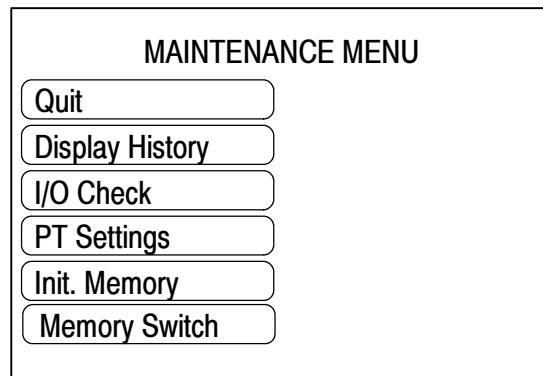 MAINTENANCE MENU
Quit
Display History
I/O Check
PT Settings
Init. Memory
Memory Switch